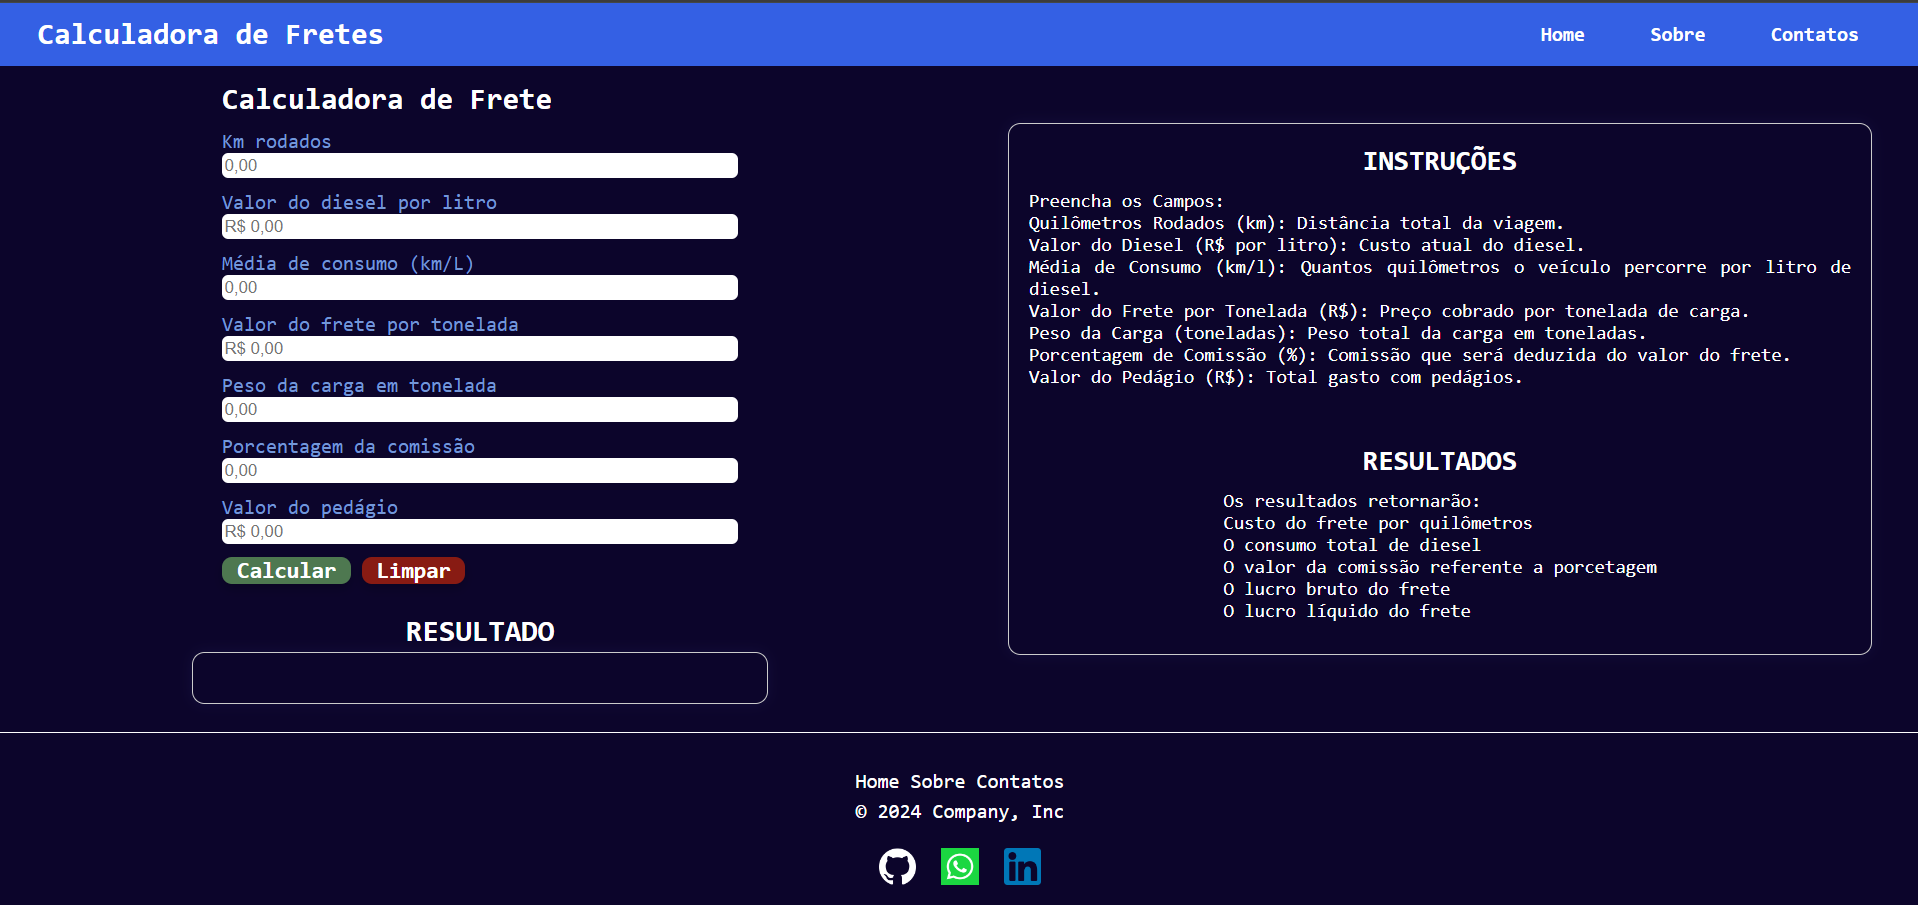 Calculadora de Fretes
Home Sobre Contatos
Calculadora de Frete
Km rodados
0,00
Valor do diesel por litro
R$ 0,00
Média de consumo (km/L)
0,00
Valor do frete por tonelada
R$ 0,00
Peso da carga em tonelada
0,00
Porcentagem da comissão
0,00
Valor do pedágio
R$ 0,00
Calcular Limpar
RESULTADO
INSTRUÇÕES
Preencha os Campos:
Quilômetros Rodados (km): Distância total da viagem.
Valor do Diesel (R$ por litro): Custo atual do diesel.
Média de Consumo (km/l): Quantos quilômetros o veículo percorre por litro de
diesel.
Valor do Frete por Tonelada (R$): Preço cobrado por tonelada de carga.
Peso da Carga (toneladas): Peso total da carga em toneladas.
Porcentagem de Comissão (%): Comissão que será deduzida do valor do frete.
Valor do Pedágio (R$): Total gasto com pedágios.
RESULTADOS
Os resultados retornarão:
Custo do frete por quilômetros
O consumo total de diesel
O valor da comissão referente a porcetagem
O lucro bruto do frete
O lucro líquido do frete
Home Sobre Contatos
© 2024 Company, Inc
in